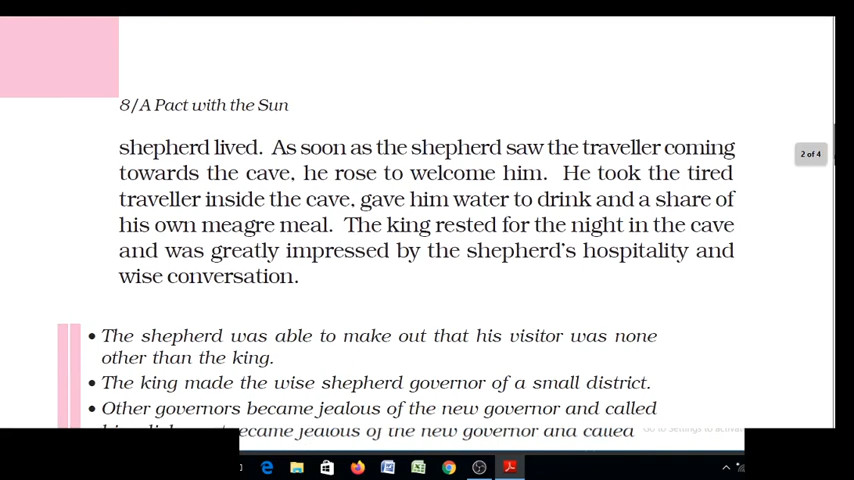 8/A Pact with the Sun
2 of 4
shepherd lived. As soon as the shepherd saw the traveller coming
towards the cave, he rose to welcome him. He took the tired
traveller inside the cave, gave him water to drink and a share of
his own meagre meal. The king rested for the night in the cave
and was greatly impressed by the shepherd's hospitality and
wise conversation.
• The shepherd was able to make out that his visitor was none
other than the king.
• The king made the wise shepherd governor of a small district.
• Other governors became jealous of the new governor and called
became jealous of the new governor and called
Go to Settings to activate